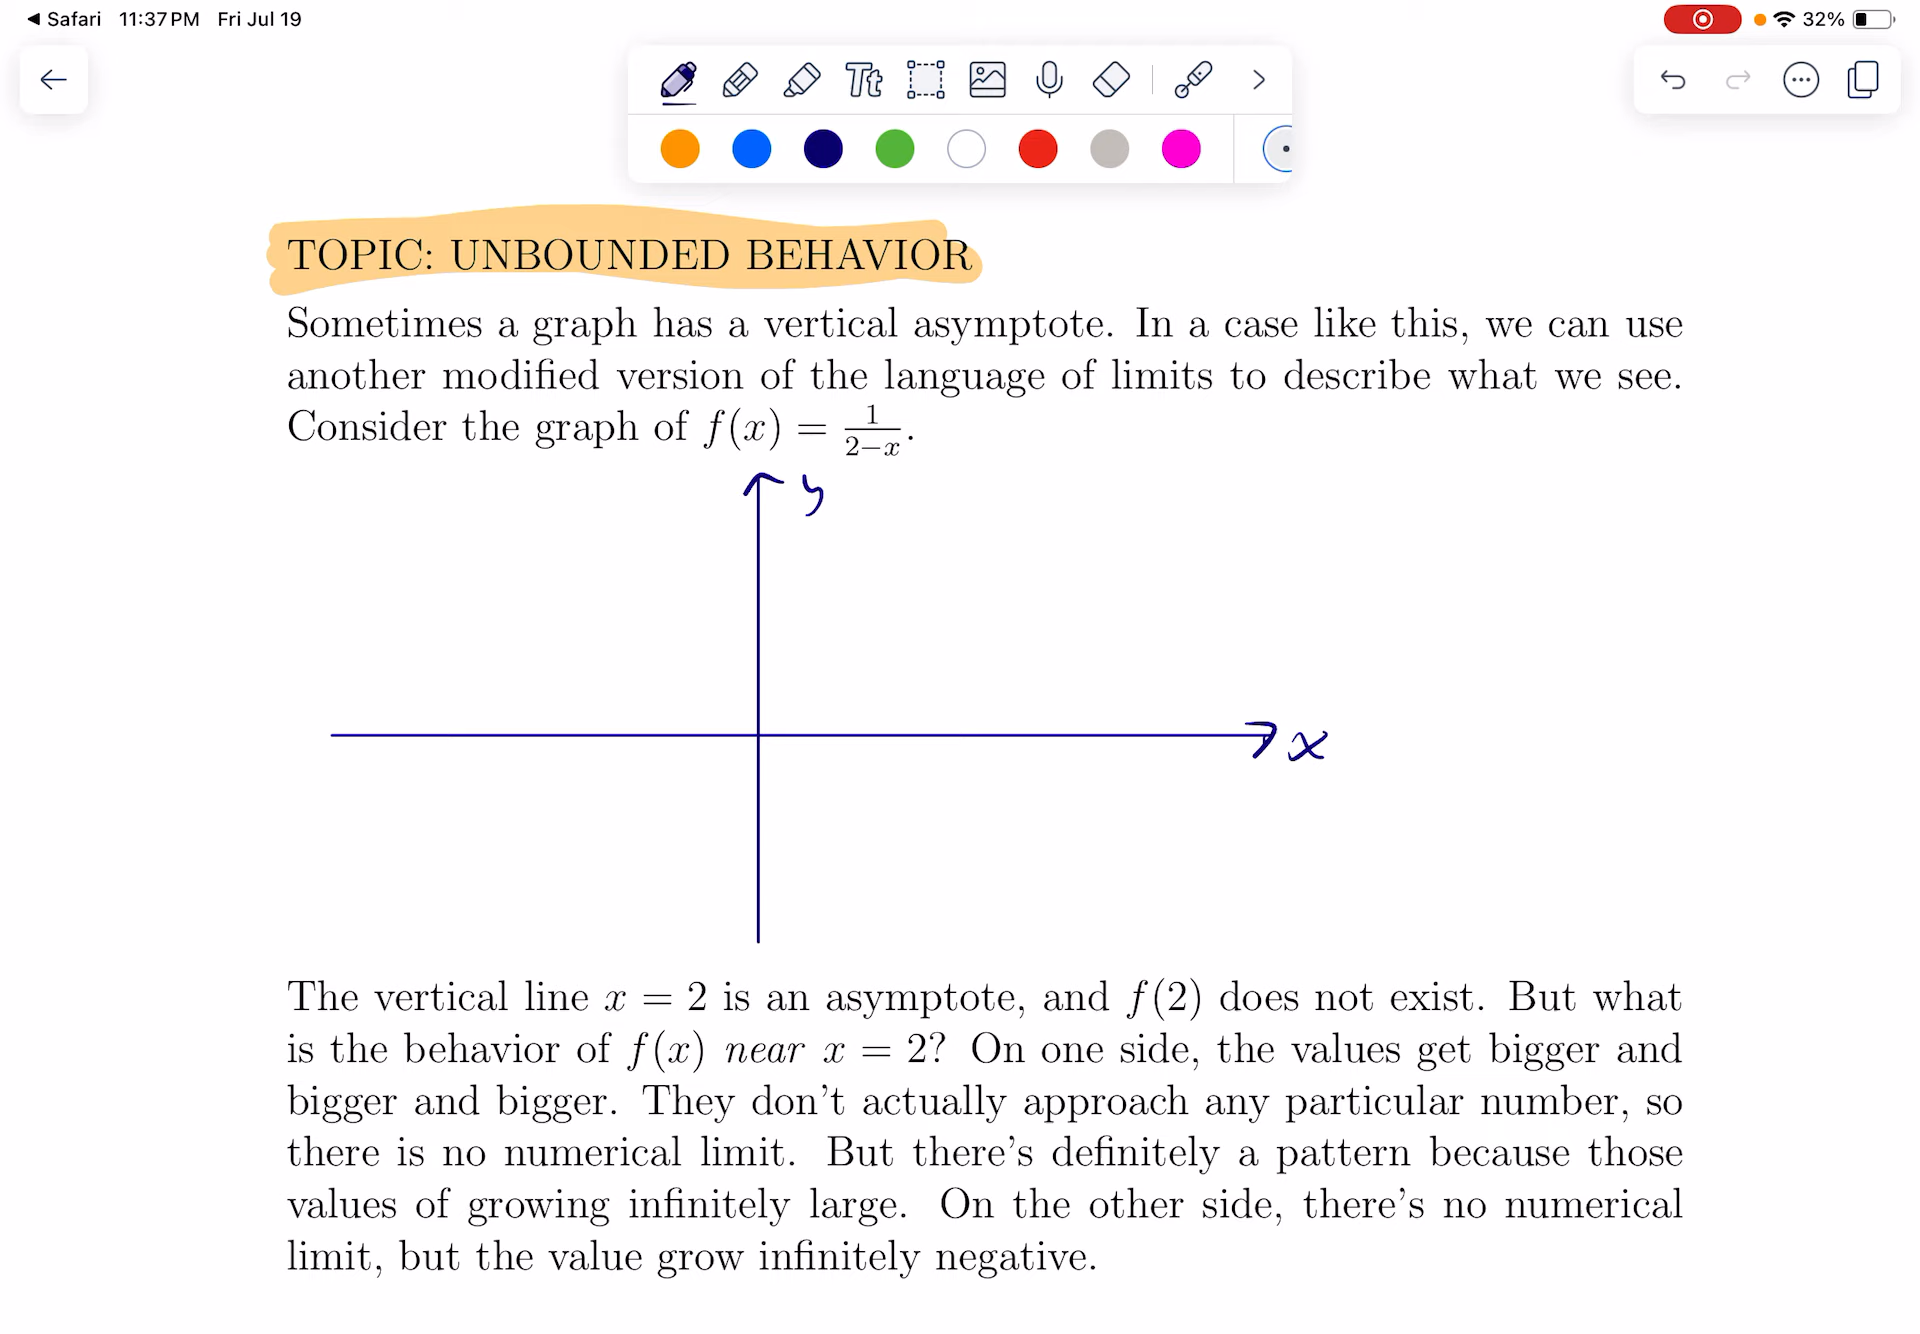 ◀ Safari 11:37 PM Fri Jul 19 32%
Tt
TOPIC: UNBOUNDED BEHAVIOR
Sometimes a graph has a vertical asymptote. In a case like this, we can use
another modified version of the language of limits to describe what we see.
Consider the graph of f(x) = 1/(2−x).
y
x
The vertical line x = 2 is an asymptote, and f(2) does not exist. But what
is the behavior of f(x) near x = 2? On one side, the values get bigger and
bigger and bigger. They don't actually approach any particular number, so
there is no numerical limit. But there's definitely a pattern because those
values of growing infinitely large. On the other side, there's no numerical
limit, but the value grow infinitely negative.